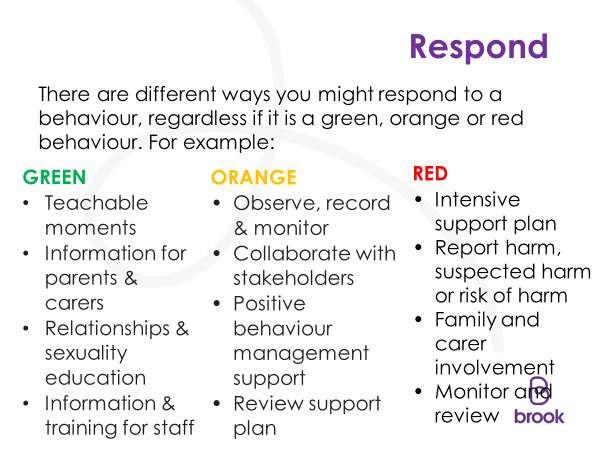 Respond
There are different ways you might respond to a
behaviour, regardless if it is a green, orange or red
behaviour. For example:
GREEN
• Teachable
moments
• Information for
parents &
carers
• Relationships &
sexuality
education
• Information &
training for staff
ORANGE
• Observe, record
& monitor
• Collaborate with
stakeholders
• Positive
behaviour
management
support
• Review support
plan
RED
• Intensive
support plan
• Report harm,
suspected harm
or risk of harm
• Family and
carer
involvement
• Monitor and
review
brook